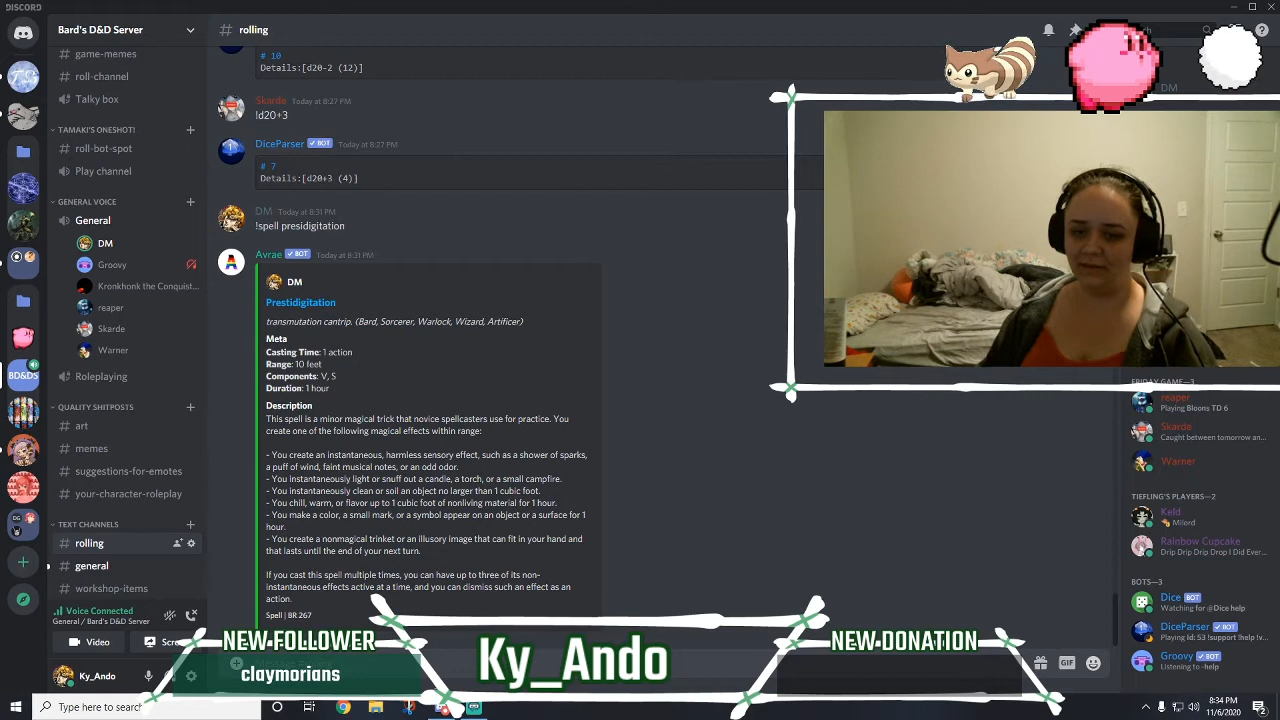 DISCORD
Bard's D&D Server
game-memes
roll-channel
Talky box
TAMAKI'S ONESHOT!
roll-bot-spot
Play channel
GENERAL VOICE
General
DM
Groovy
Kronkhonk the Conquist...
reaper
Skarde
Warner
Roleplaying
QUALITY SHITPOSTS
art
memes
suggestions-for-emotes
your-character-roleplay
TEXT CHANNELS
rolling
general
workshop-items
Voice Connected
General / Bard's D&D Server
Video
Scre
Ky_Ando
BD&DS
# rolling
# 10
Details:[d20-2 (12)]
Skarde Today at 8:27 PM
!d20+3
DiceParser BOT Today at 8:27 PM
# 7
Details:[d20+3 (4)]
DM Today at 8:31 PM
!spell presidigitation
Avrae BOT Today at 8:31 PM
DM
Prestidigitation
transmutation cantrip. (Bard, Sorcerer, Warlock, Wizard, Artificer)
Meta
Casting Time: 1 action
Range: 10 feet
Components: V, S
Duration: 1 hour
Description
This spell is a minor magical trick that novice spellcasters use for practice. You
create one of the following magical effects within range:
- You create an instantaneous, harmless sensory effect, such as a shower of sparks,
a puff of wind, faint musical notes, or an odd odor.
- You instantaneously light or snuff out a candle, a torch, or a small campfire.
- You instantaneously clean or soil an object no larger than 1 cubic foot.
- You chill, warm, or flavor up to 1 cubic foot of nonliving material for 1 hour.
- You make a color, a small mark, or a symbol appear on an object or a surface for 1
hour.
- You create a nonmagical trinket or an illusory image that can fit in your hand and
that lasts until the end of your next turn.
If you cast this spell multiple times, you can have up to three of its non-
instantaneous effects active at a time, and you can dismiss such an effect as an
action.
Spell | BR 267
DM
FRIDAY GAME—3
reaper
Playing Bloons TD 6
Skarde
Caught between tomorrow an...
Warner
TIEFLING'S PLAYERS—2
Keld
Milord
Rainbow Cupcake
Drip Drip Drip Drop I Did Ever...
BOTS—3
Dice BOT
Watching for @Dice help
DiceParser BOT
Playing Id: 53 !support !help !v...
Groovy BOT
Listening to -help
GIF
NEW FOLLOWER
claymorians
Ky_Ando
NEW DONATION
Type here to search
8:34 PM
11/6/2020